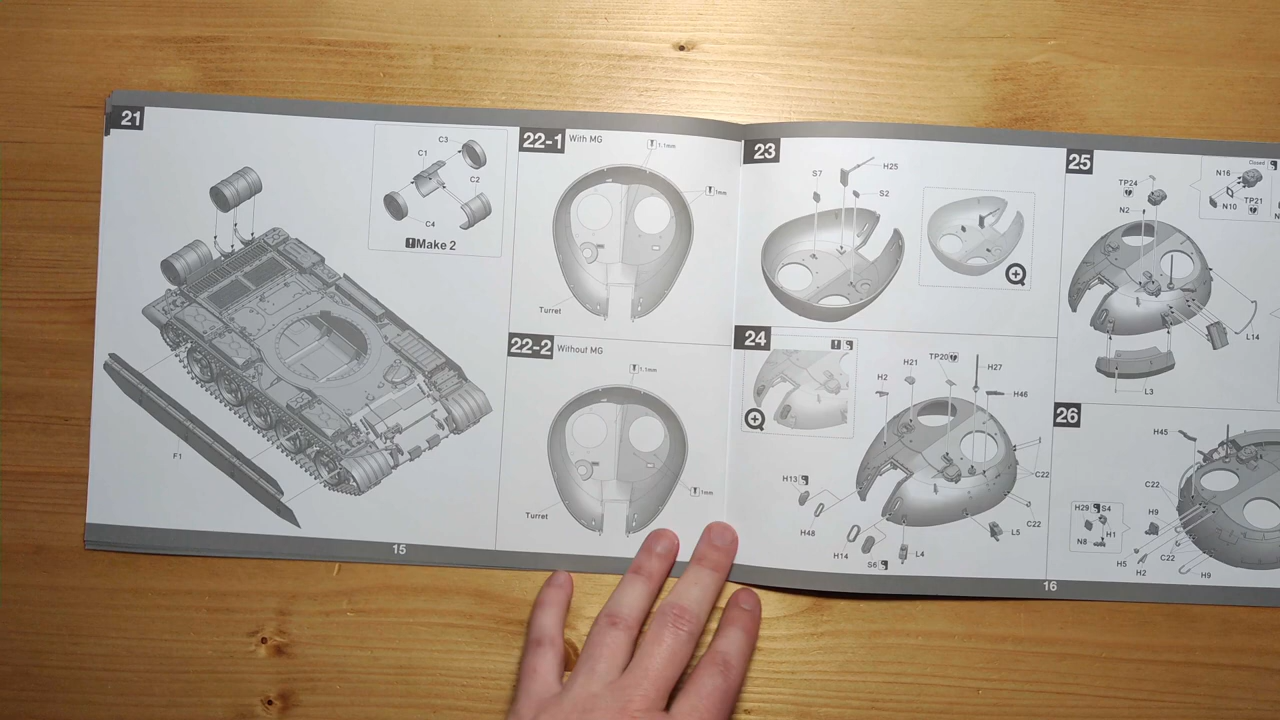 21
C3
C1
C2
C4
!Make 2
F1
15
22-1 With MG
1.1mm
1mm
Turret
22-2 Without MG
1.1mm
1mm
Turret
23
S7
H25
S2
24
H2
H21
TP20
H27
H46
H13
H48
H14
S6
L4
L5
C22
C22
16
25
Closed
TP24
N2
N16
N10
TP21
L14
L3
26
H45
C22
H29
S4
H1
N8
H9
H5
H2
C22
H9